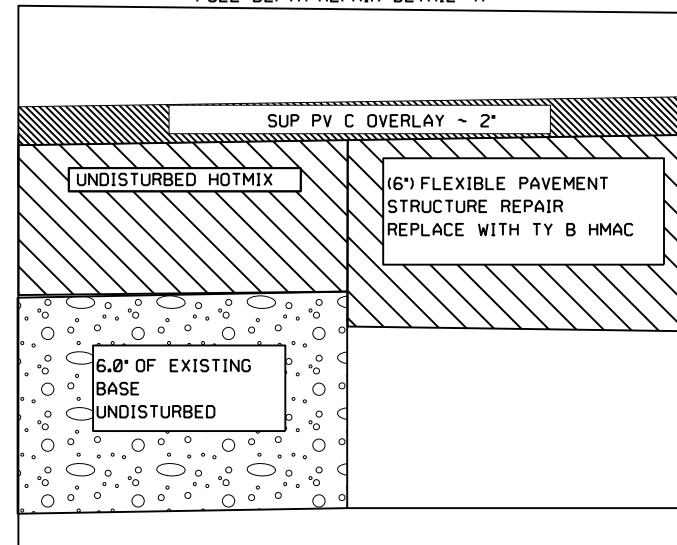 SUP PV C OVERLAY ~ 2"
UNDISTURBED HOTMIX
(6") FLEXIBLE PAVEMENT
STRUCTURE REPAIR
REPLACE WITH TY B HMAC
6.0" OF EXISTING
BASE
UNDISTURBED